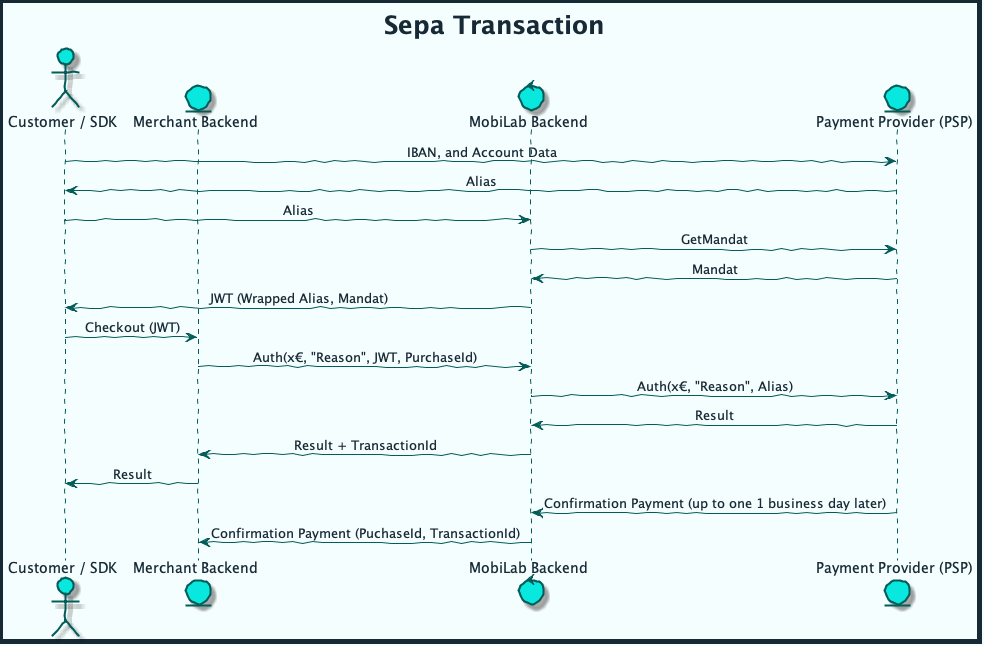 Sepa Transaction
Customer / SDK
Merchant Backend
MobiLab Backend
Payment Provider (PSP)
IBAN, and Account Data
Alias
Alias
GetMandat
Mandat
JWT (Wrapped Alias, Mandat)
Checkout (JWT)
Auth(x€, "Reason", JWT, PurchaseId)
Auth(x€, "Reason", Alias)
Result
Result + TransactionId
Result
Confirmation Payment (up to one 1 business day later)
Confirmation Payment (PuchaseId, TransactionId)
Customer / SDK
Merchant Backend
MobiLab Backend
Payment Provider (PSP)